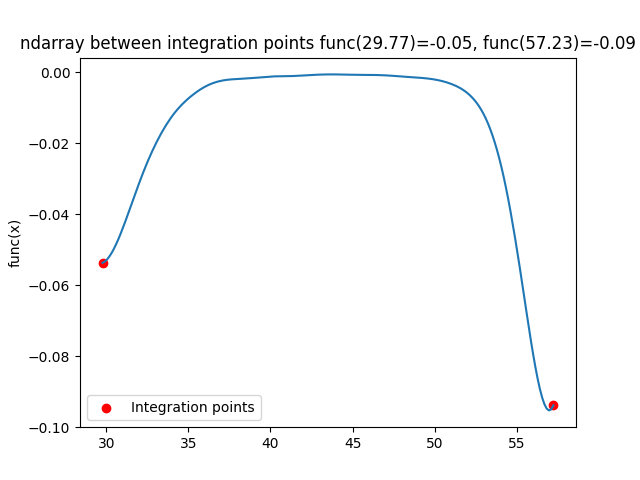 ndarray between integration points func(29.77)=-0.05, func(57.23)=-0.09
0.00
−0.02
−0.04
−0.06
−0.08
−0.10
func(x)
Integration points
30 35 40 45 50 55